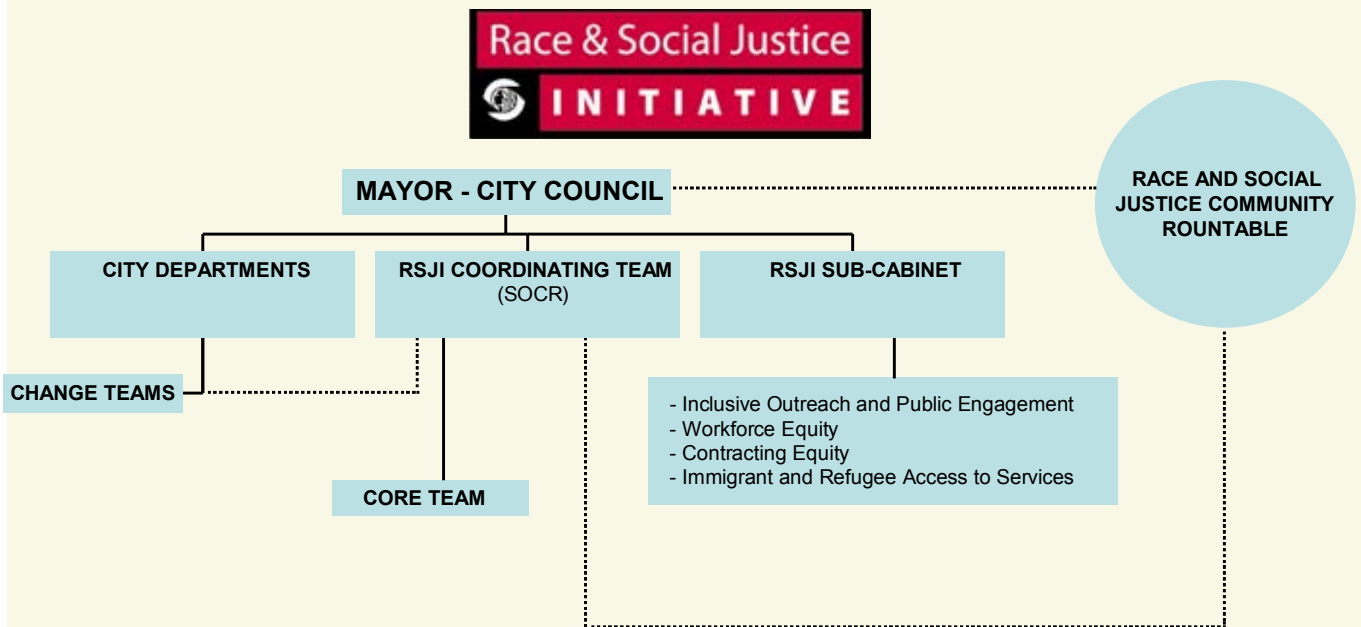 Race & Social Justice
INITIATIVE
MAYOR - CITY COUNCIL
RACE AND SOCIAL
JUSTICE COMMUNITY
ROUNTABLE
CITY DEPARTMENTS
RSJI COORDINATING TEAM
(SOCR)
RSJI SUB-CABINET
CHANGE TEAMS
- Inclusive Outreach and Public Engagement
- Workforce Equity
- Contracting Equity
- Immigrant and Refugee Access to Services
CORE TEAM